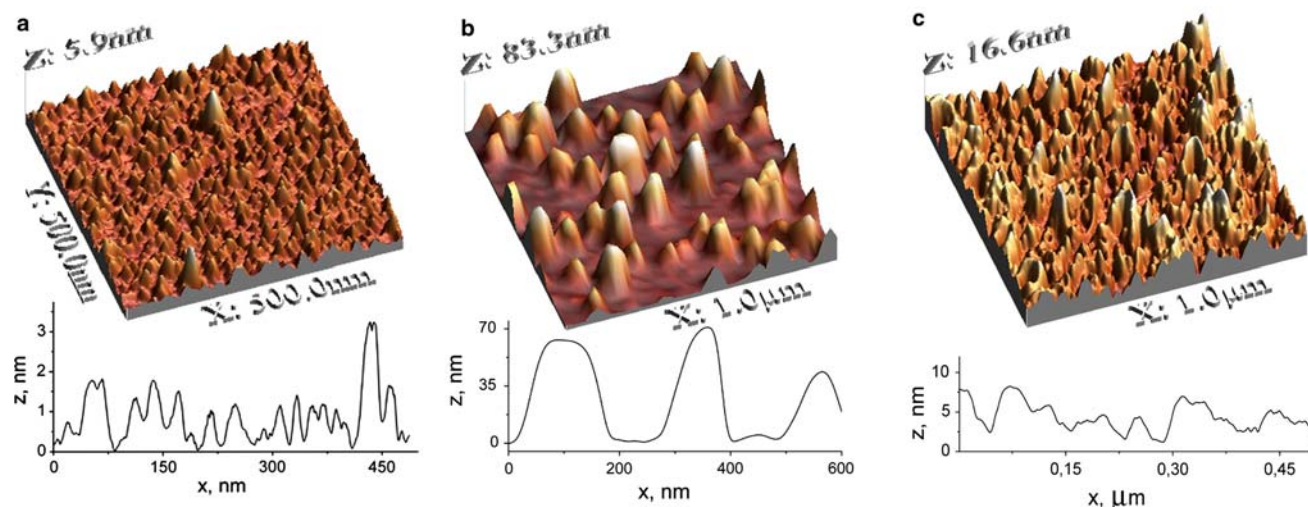 a
Z: 5.9nm
Y: 500.0nm
X: 500.0nm
z, nm
3
2
1
0
0 150 300 450
x, nm
b
Z: 83.3nm
X: 1.0µm
z, nm
70
35
0
0 200 400 600
x, nm
c
Z: 16.6nm
X: 1.0µm
z, nm
10
5
0
0,15 0,30 0,45
x, µm